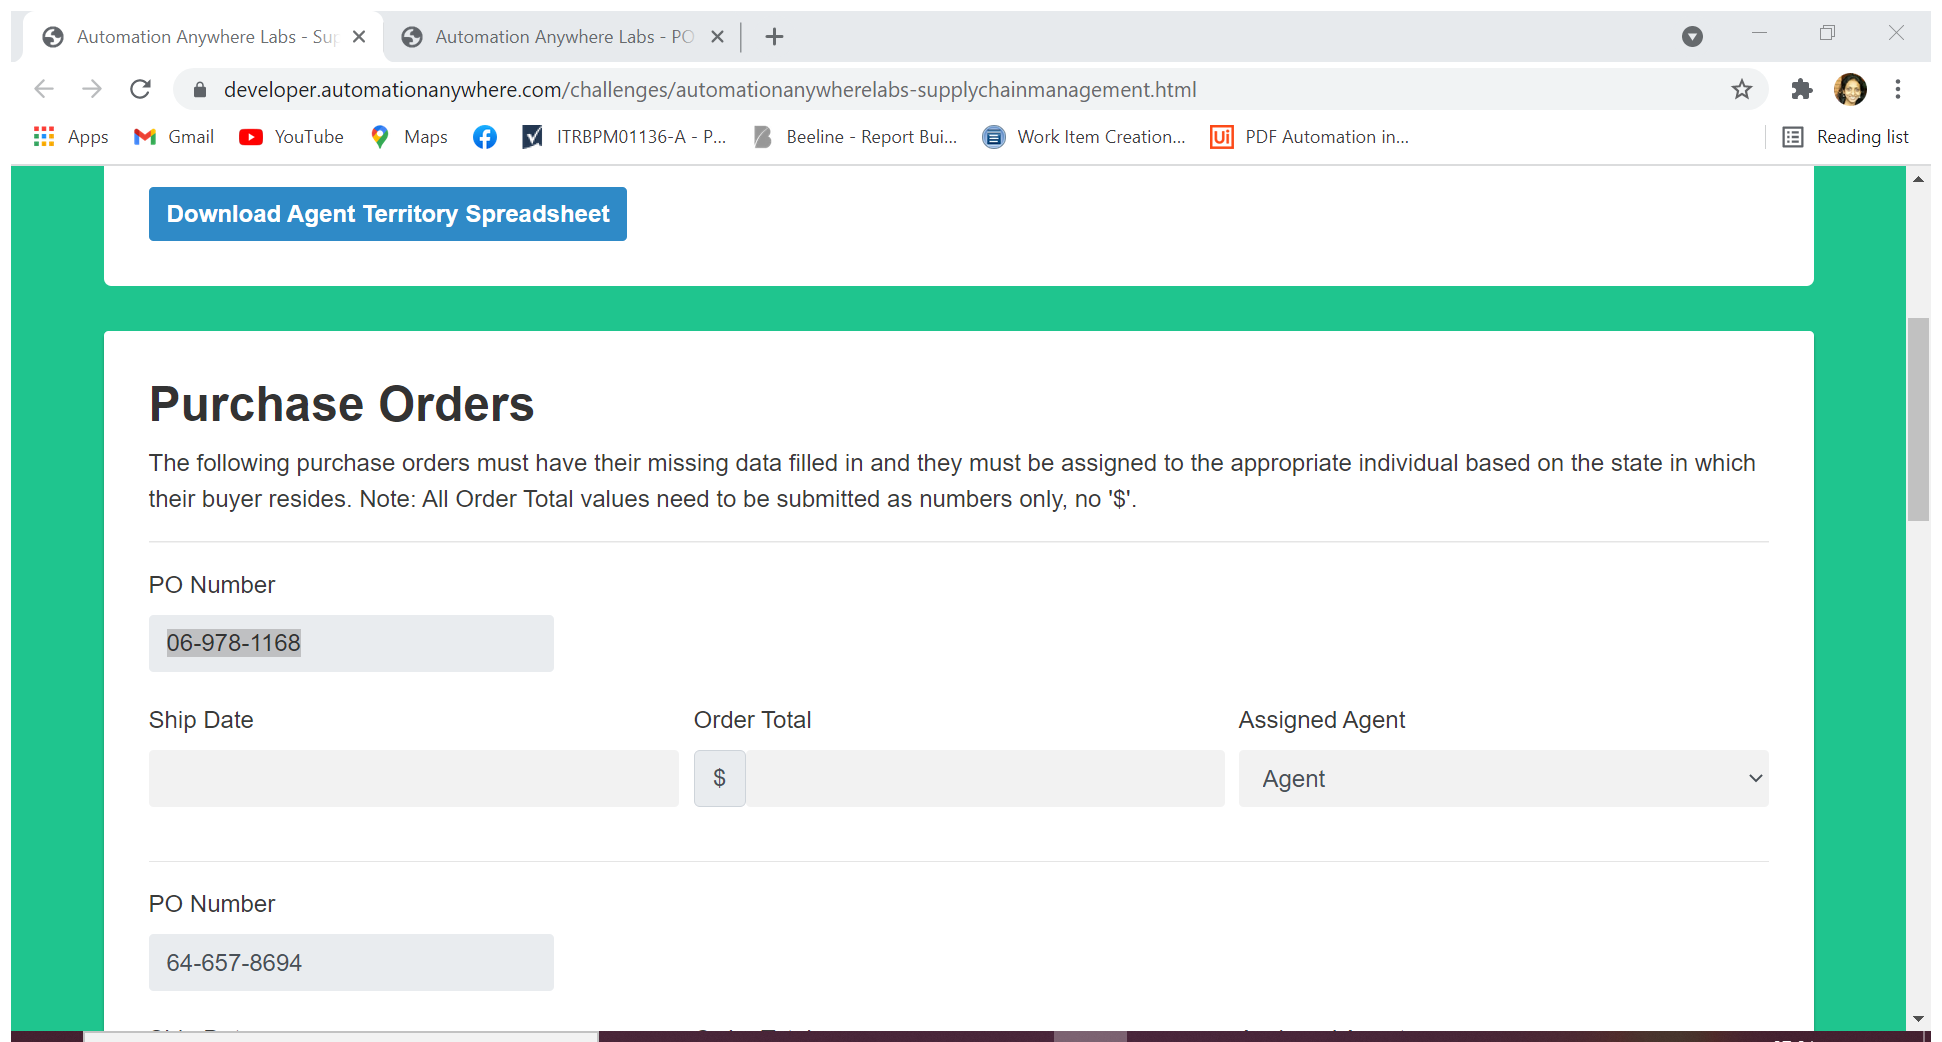 Automation Anywhere Labs - Sup
Automation Anywhere Labs - PO
developer.automationanywhere.com/challenges/automationanywherelabs-supplychainmanagement.html
Apps
Gmail
YouTube
Maps
ITRBPM01136-A - P...
Beeline - Report Bui...
Work Item Creation...
Ui
PDF Automation in...
Reading list
Download Agent Territory Spreadsheet
Purchase Orders
The following purchase orders must have their missing data filled in and they must be assigned to the appropriate individual based on the state in which
their buyer resides. Note: All Order Total values need to be submitted as numbers only, no '$'.
PO Number
06-978-1168
Ship Date
Order Total
Assigned Agent
$
Agent
PO Number
64-657-8694